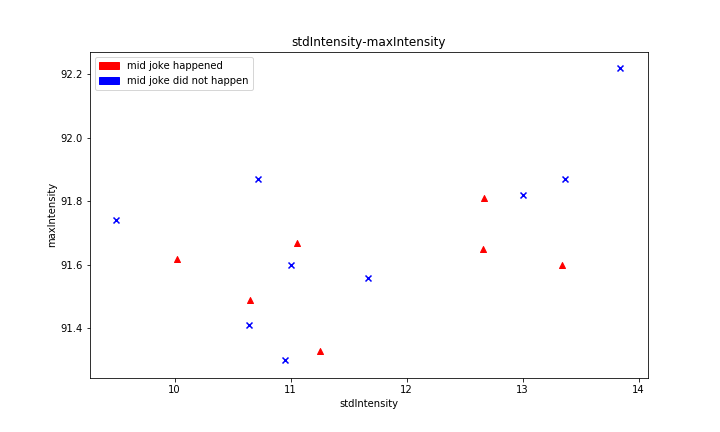 stdIntensity-maxIntensity
mid joke happened
mid joke did not happen
92.2
92.0
91.8
91.6
91.4
maxIntensity
10 11 12 13 14
stdIntensity